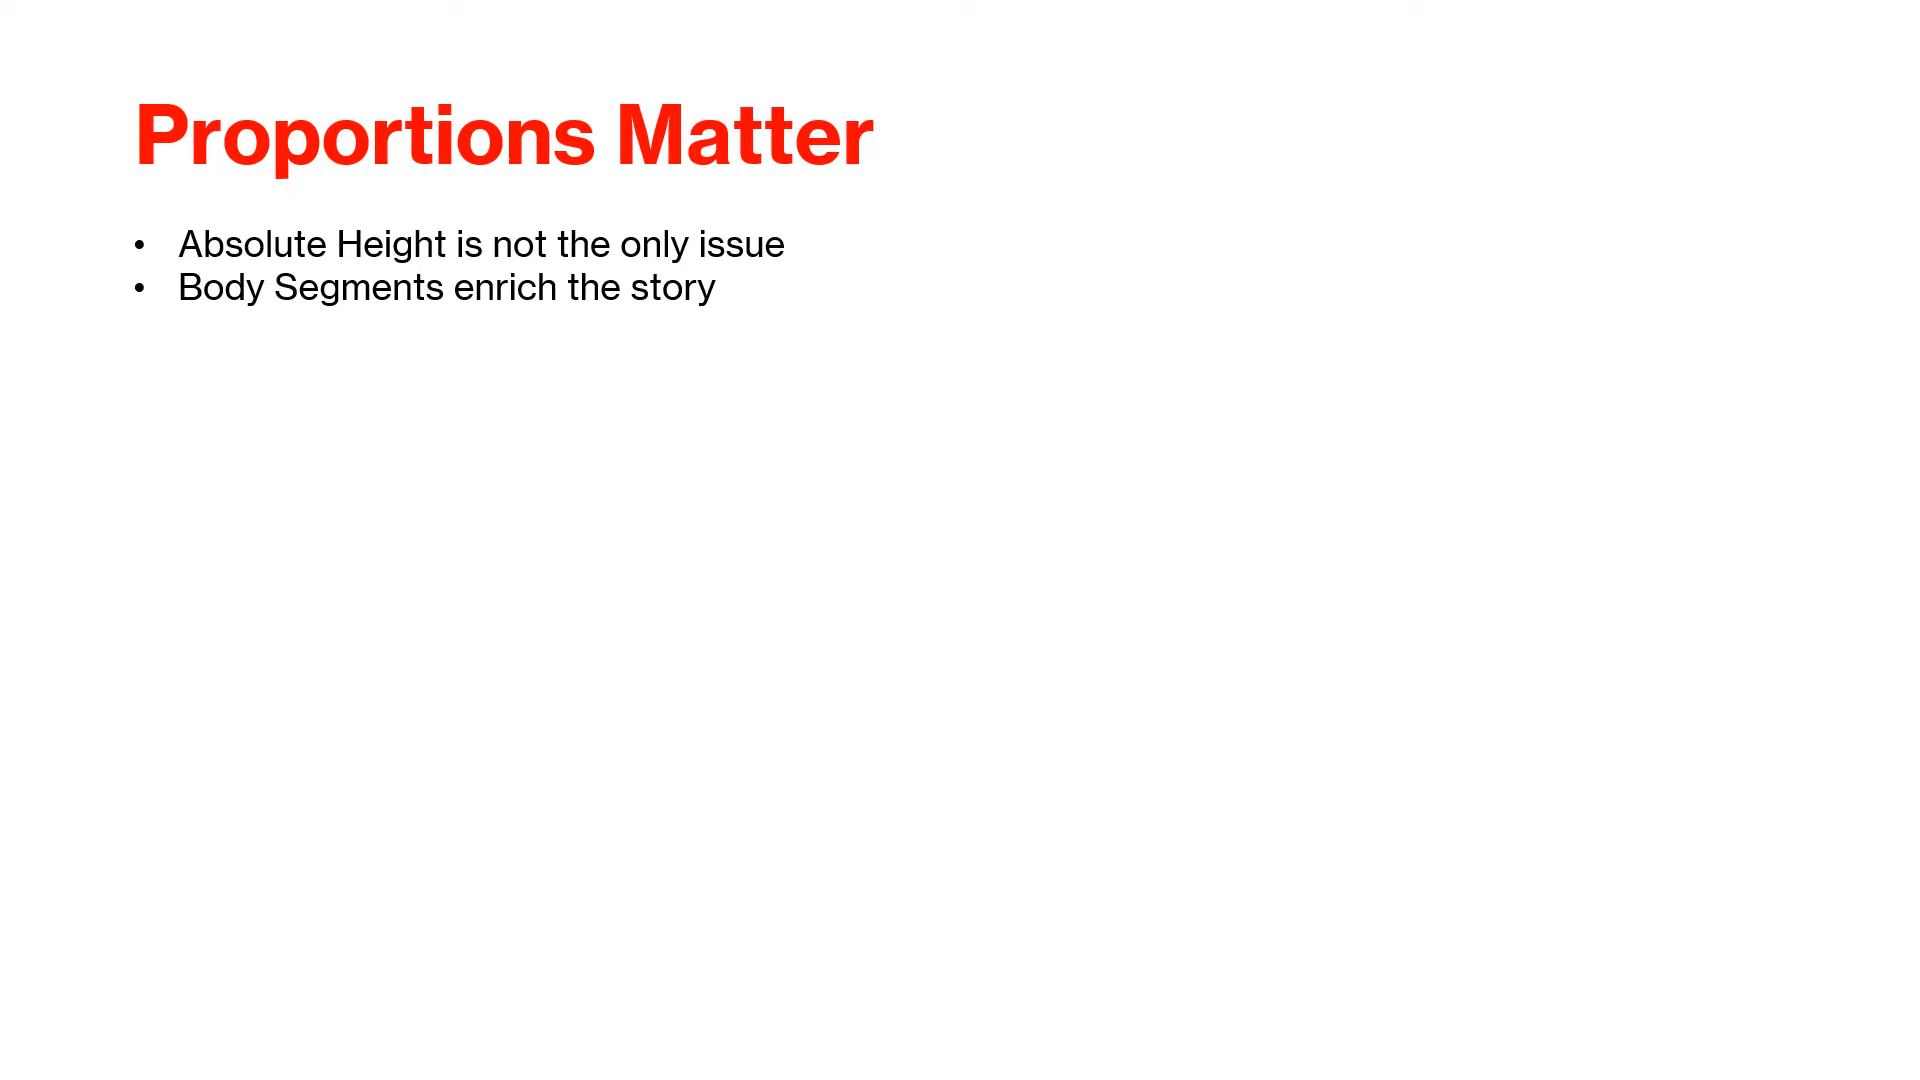 Proportions Matter
• Absolute Height is not the only issue
• Body Segments enrich the story